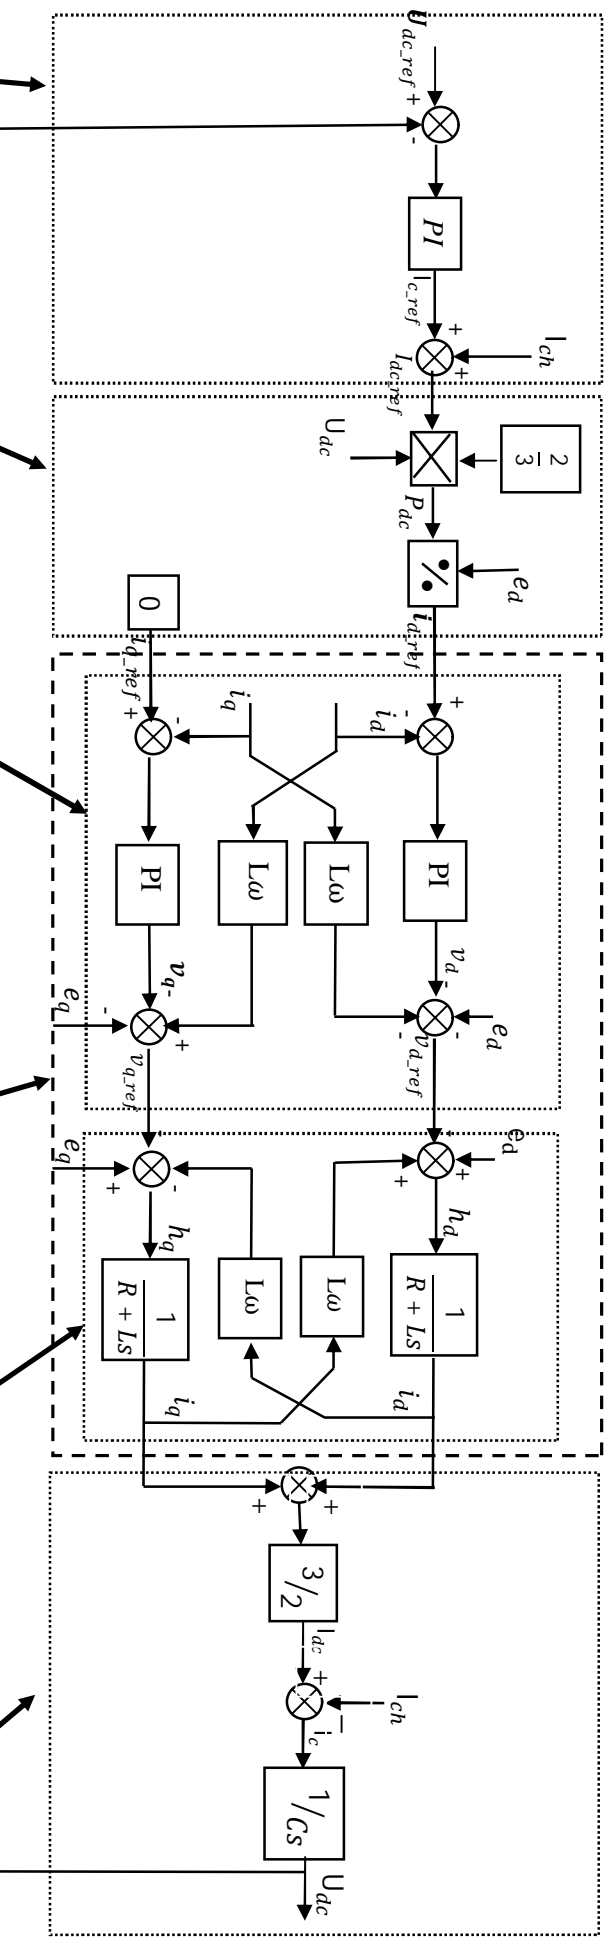 U_dc_ref
+
-
PI
I_c_ref
+
I_ch
+
I_dc_ref
U_dc
2/3
P_dc
e_d
0
i_q_ref
i_d_ref
+
-
i_q
i_d
-
+
PI
Lω
Lω
PI
v_q
-
v_d
-
e_q
-
+
-
-
e_d
v_q_ref
v_d_ref
-
-
e_q
+
-
+
+
e_d
h_q
h_d
1/(R + Ls)
Lω
Lω
1/(R + Ls)
i_q
i_d
+
+
3/2
I_dc
+
I_ch
–
i_c
1/Cs
U_dc